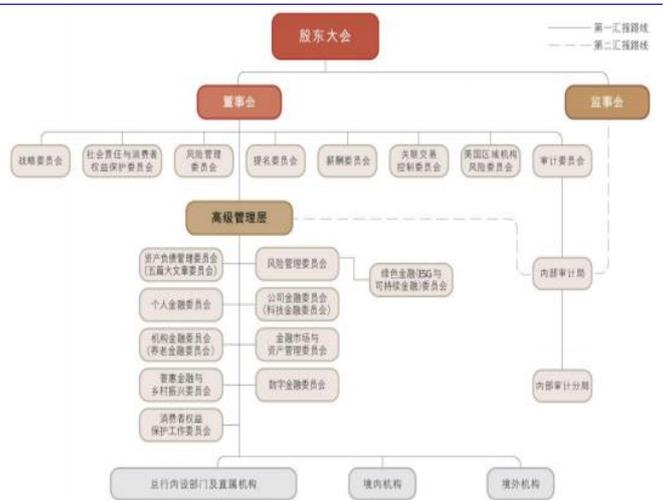 股东大会
第一汇报路线
第二汇报路线
董事会
监事会
战略委员会
社会责任与消费者
权益保护委员会
风险管理
委员会
提名委员会
薪酬委员会
关联交易
控制委员会
美国区域机构
风险委员会
审计委员会
高级管理层
资产负债管理委员会
(五篇大文章委员会)
风险管理委员会
绿色金融(ESG与
可持续金融)委员会
内部审计局
个人金融委员会
公司金融委员会
(科技金融委员会)
机构金融委员会
(养老金融委员会)
金融市场与
资产管理委员会
普惠金融与
乡村振兴委员会
数字金融委员会
内部审计分局
消费者权益
保护工作委员会
总行内设部门及直属机构
境内机构
境外机构